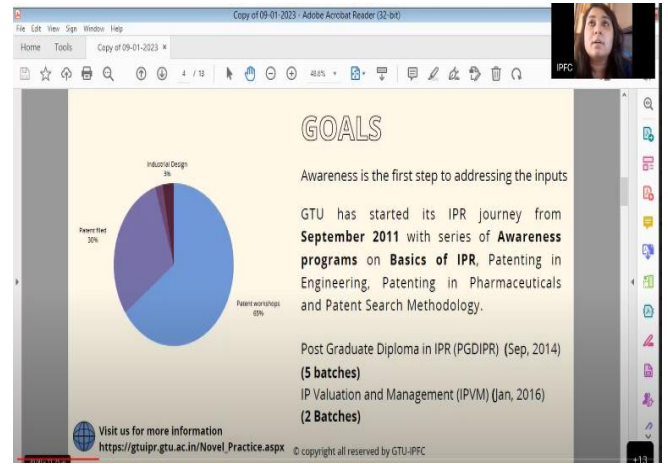 Copy of 09-01-2023 - Adobe Acrobat Reader (32-bit)
File Edit View Sign Window Help
Home Tools Copy of 09-01-2023 ×
4 / 13
48.8%
IPFC
GOALS
Industrial Design
3%
Patent filed
30%
Patent workshops
65%
Awareness is the first step to addressing the inputs
GTU has started its IPR journey from
September 2011 with series of Awareness
programs on Basics of IPR, Patenting in
Engineering, Patenting in Pharmaceuticals
and Patent Search Methodology.
Post Graduate Diploma in IPR (PGDIPR) (Sep, 2014)
(5 batches)
IP Valuation and Management (IPVM) (Jan, 2016)
(2 Batches)
Visit us for more information
https://gtuipr.gtu.ac.in/Novel_Practice.aspx
© copyright all reserved by GTU-IPFC
+13